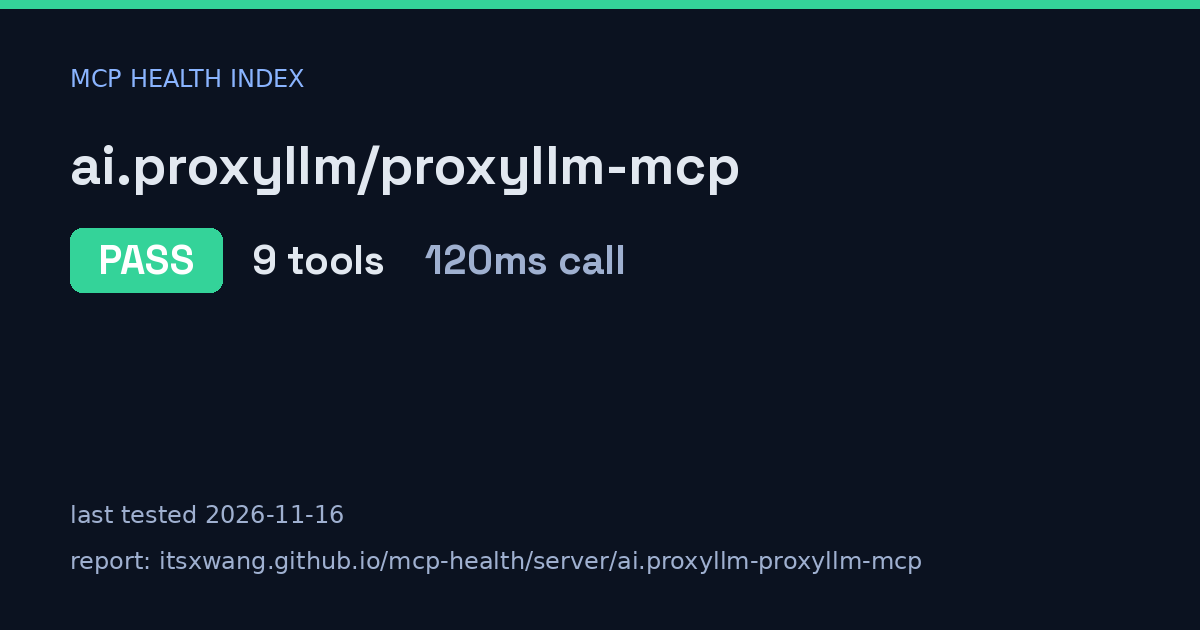 MCP HEALTH INDEX
ai.proxyllm/proxyllm-mcp
PASS 9 tools 120ms call
last tested 2026-11-16
report: itsxwang.github.io/mcp-health/server/ai.proxyllm-proxyllm-mcp